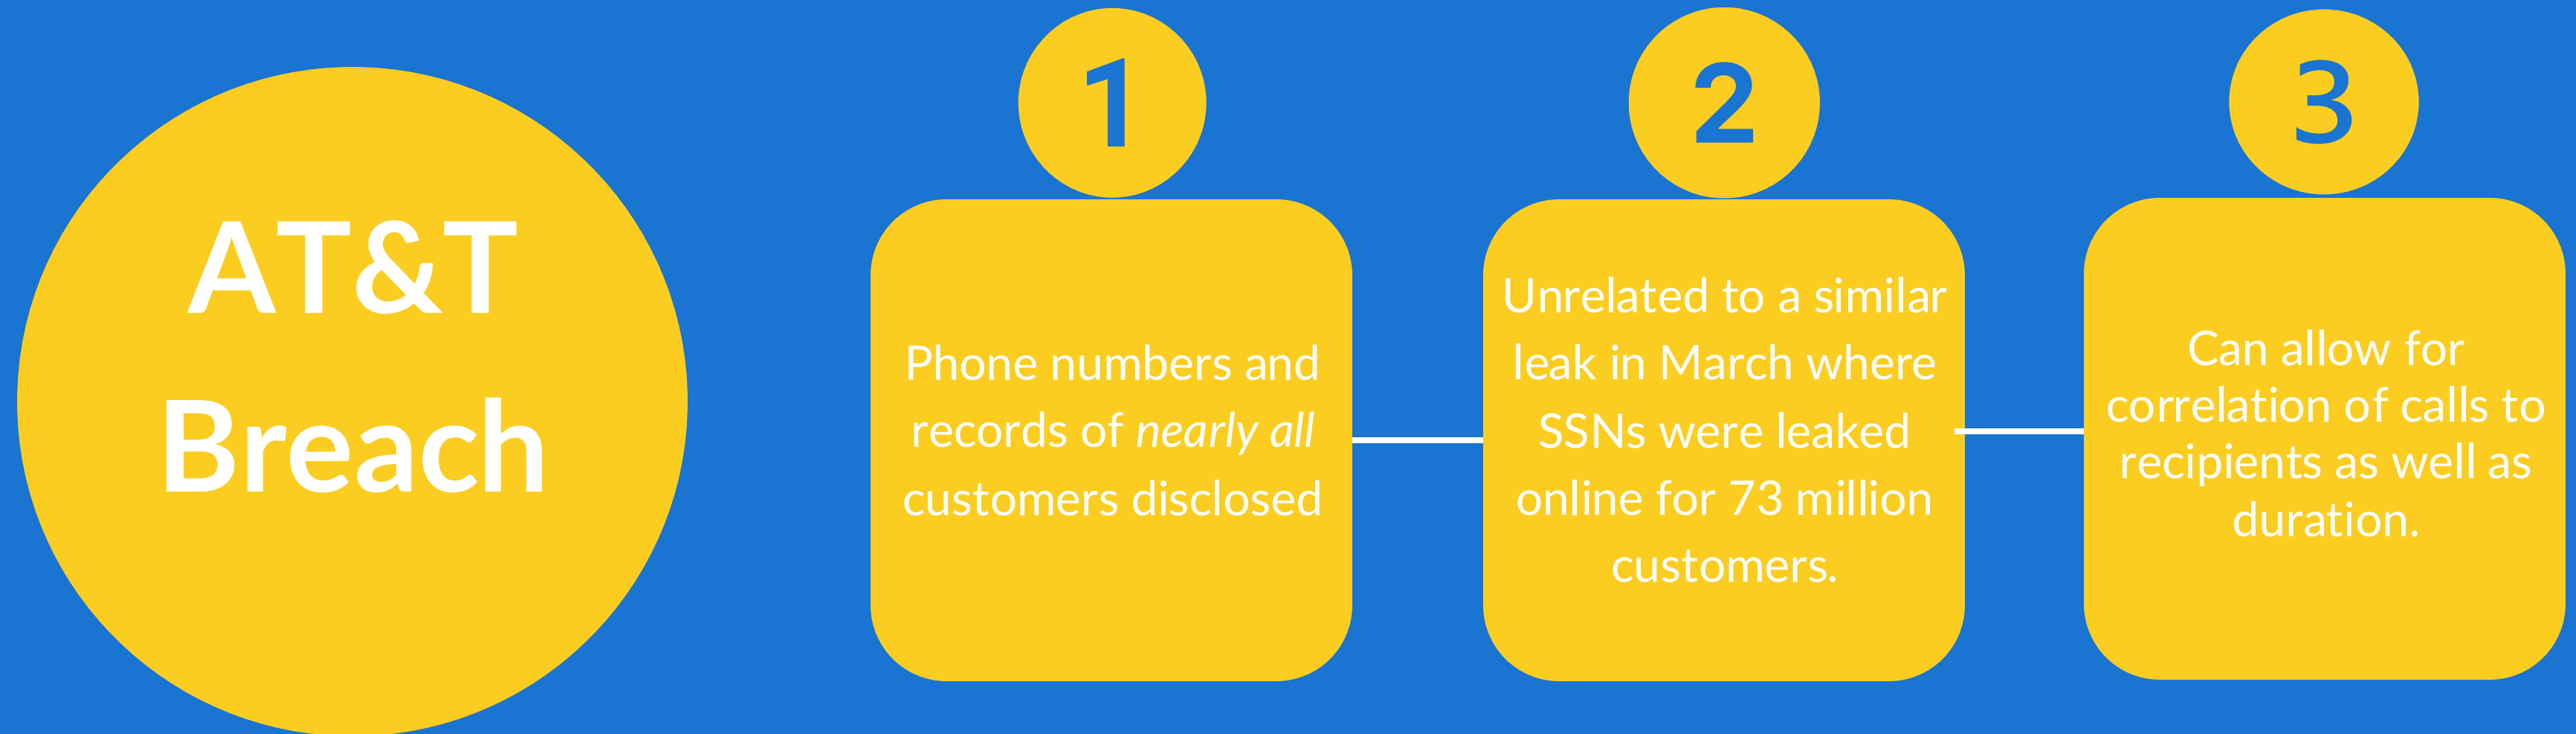 AT&T
Breach
1
Phone numbers and
records of nearly all
customers disclosed
2
Unrelated to a similar
leak in March where
SSNs were leaked
online for 73 million
customers.
3
Can allow for
correlation of calls to
recipients as well as
duration.